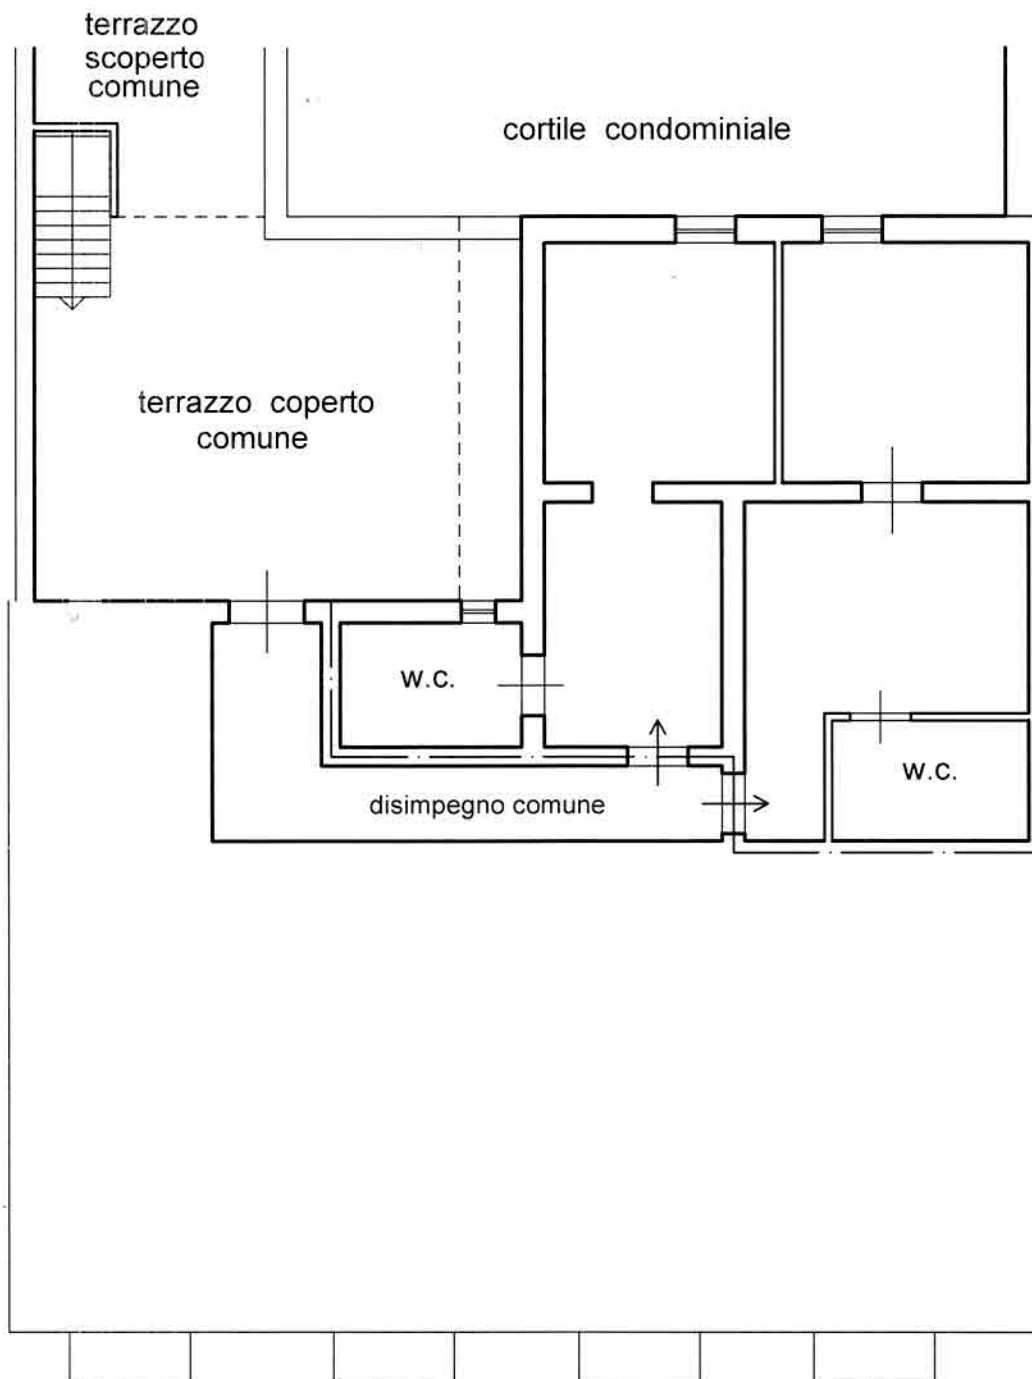 terrazzo
scoperto
comune
cortile condominiale
terrazzo coperto
comune
w.c.
w.c.
disimpegno comune